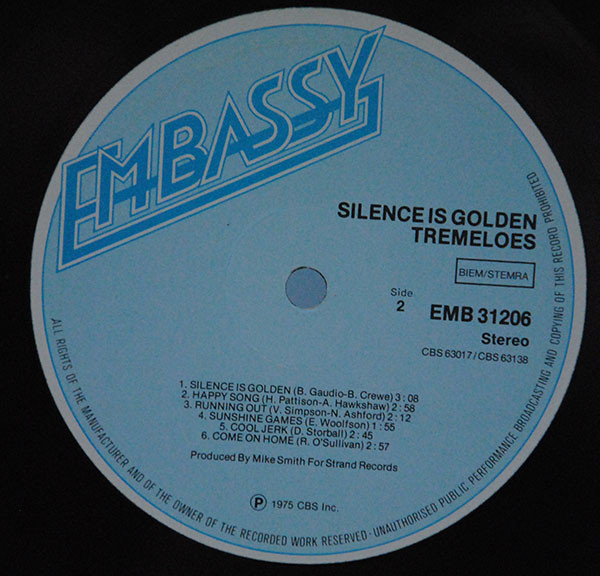 EMBASSY
SILENCE IS GOLDEN
TREMELOES
BIEM/STEMRA
Side
2
EMB 31206
Stereo
CBS 63017 / CBS 63138
1. SILENCE IS GOLDEN (B. Gaudio-B. Crewe) 3:08
2. HAPPY SONG (H. Pattison-A. Hawkshaw) 2:58
3. RUNNING OUT (V. Simpson-N. Ashford) 2:12
4. SUNSHINE GAMES (E. Woolfson) 1:55
5. COOL JERK (D. Storball) 2:45
6. COME ON HOME (R. O'Sullivan) 2:57
Produced By Mike Smith For Strand Records
℗ 1975 CBS Inc.
ALL RIGHTS OF THE MANUFACTURER AND OF THE OWNER OF THE RECORDED WORK RESERVED · UNAUTHORISED PUBLIC PERFORMANCE BROADCASTING AND COPYING OF THIS RECORD PROHIBITED